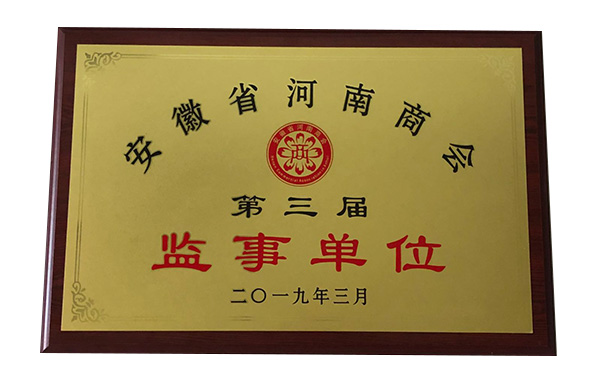 安徽省河南商会
商
第三届
监事单位
二〇一九年三月